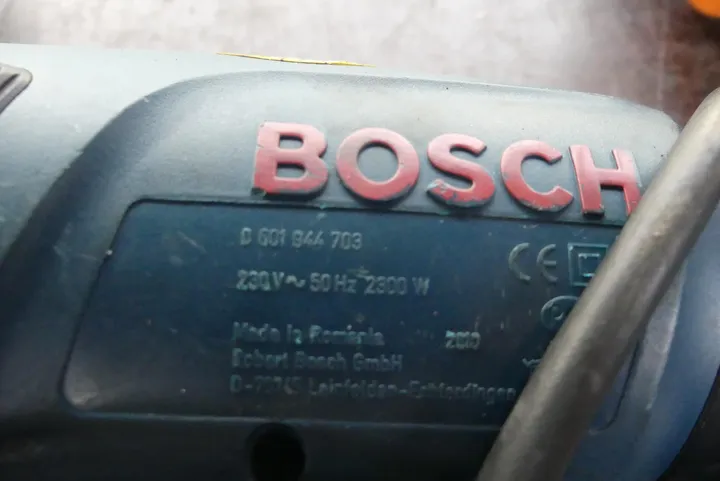 BOSCH
0 601 944 703
CE
230V ~ 50 Hz 2300 W
Made in Romania 2010
Robert Bosch GmbH
D-70745 Leinfelden-Echterdingen